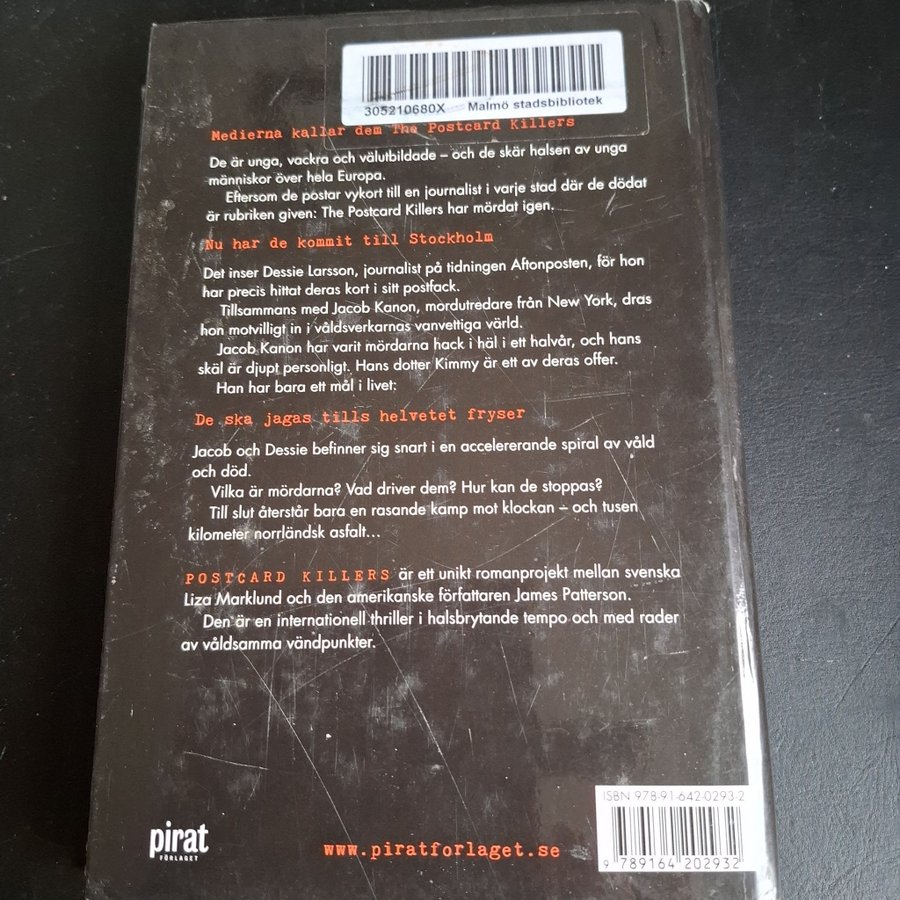 305210680X Malmö stadsbibliotek
Medierna kallar dem The Postcard Killers
De är unga, vackra och välutbildade – och de skär halsen av unga
människor över hela Europa.
Eftersom de postar vykort till en journalist i varje stad där de dödat
är rubriken given: The Postcard Killers har mördat igen.
Nu har de kommit till Stockholm
Det inser Dessie Larsson, journalist på tidningen Aftonposten, för hon
har precis hittat deras kort i sitt postfack.
Tillsammans med Jacob Kanon, mordutredare från New York, dras
hon motvilligt in i våldsverkarnas vanvettiga värld.
Jacob Kanon har varit mördarna hack i häl i ett halvår, och hans
skäl är djupt personligt. Hans dotter Kimmy är ett av deras offer.
Han har bara ett mål i livet:
De ska jagas tills helvetet fryser
Jacob och Dessie befinner sig snart i en accelererande spiral av våld
och död.
Vilka är mördarna? Vad driver dem? Hur kan de stoppas?
Till slut återstår bara en rasande kamp mot klockan – och tusen
kilometer norrländsk asfalt...
POSTCARD KILLERS är ett unikt romanprojekt mellan svenska
Liza Marklund och den amerikanske författaren James Patterson.
Den är en internationell thriller i halsbrytande tempo och med rader
av våldsamma vändpunkter.
ISBN 978-91-642-0293-2
pirat
FÖRLAGET
www.piratforlaget.se
9 789164 202932